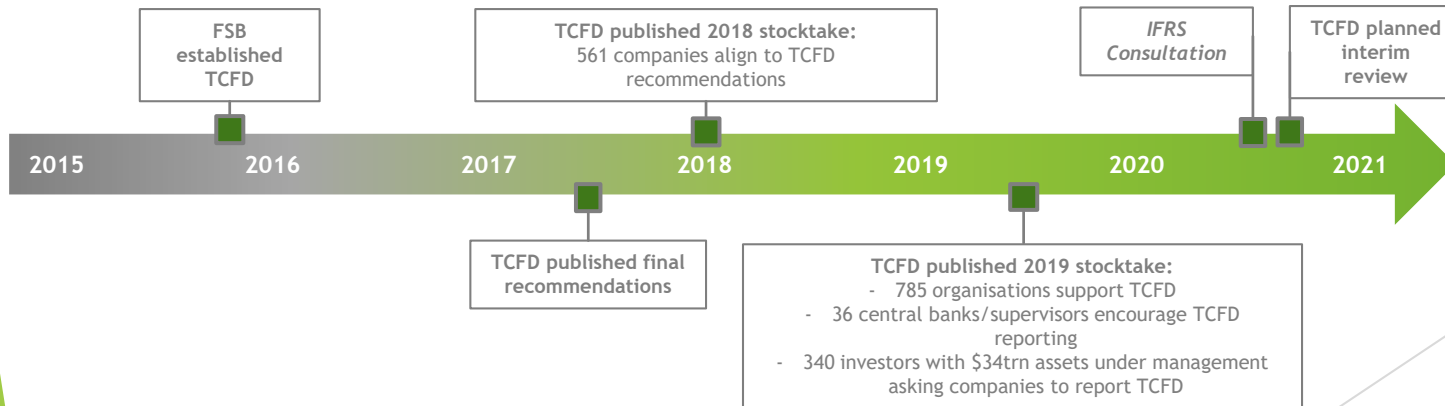 FSB
established
TCFD
TCFD published 2018 stocktake:
561 companies align to TCFD
recommendations
IFRS
Consultation
TCFD planned
interim
review
2015 2016 2017 2018 2019 2020 2021
TCFD published final
recommendations
TCFD published 2019 stocktake:
- 785 organisations support TCFD
- 36 central banks/supervisors encourage TCFD
reporting
- 340 investors with $34trn assets under management
asking companies to report TCFD